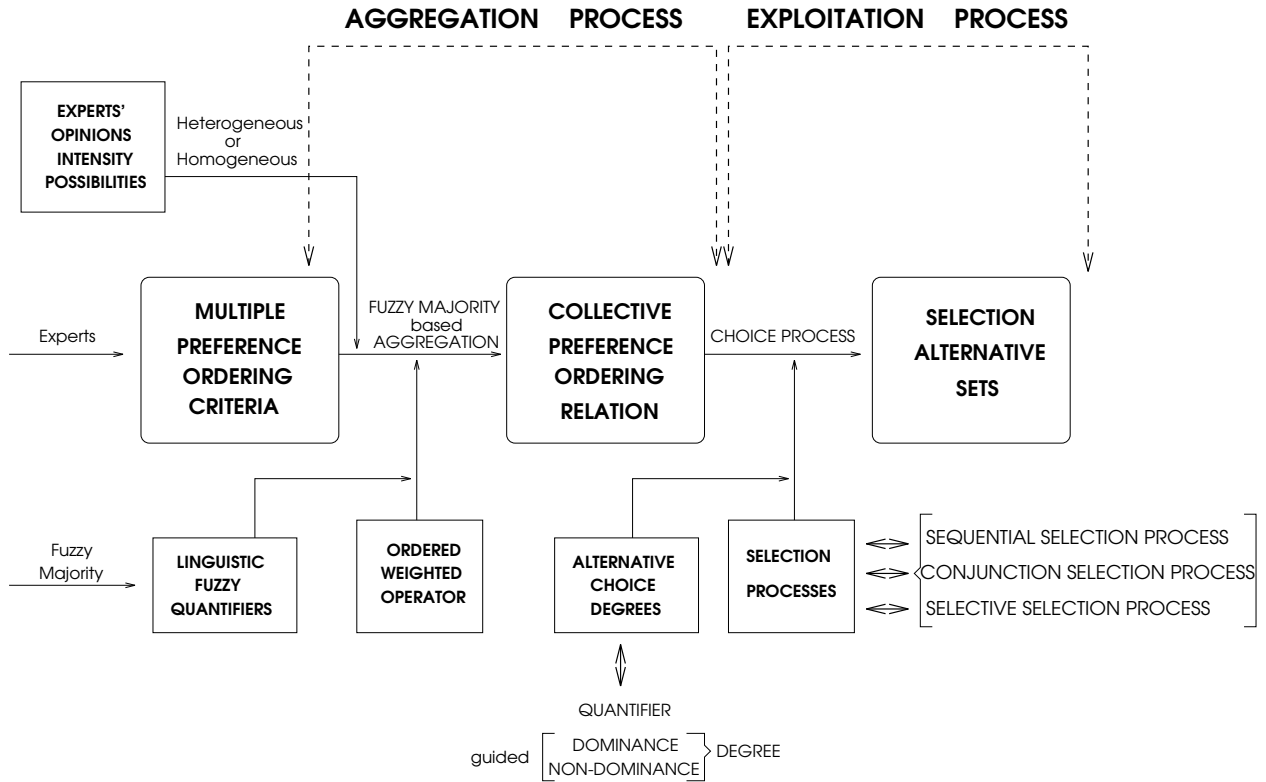 AGGREGATION PROCESS
EXPLOITATION PROCESS
EXPERTS'
OPINIONS
INTENSITY
POSSIBILITIES
Heterogeneous
or
Homogeneous
Experts
MULTIPLE
PREFERENCE
ORDERING
CRITERIA
FUZZY MAJORITY
based
AGGREGATION
COLLECTIVE
PREFERENCE
ORDERING
RELATION
CHOICE PROCESS
SELECTION
ALTERNATIVE
SETS
Fuzzy
Majority
LINGUISTIC
FUZZY
QUANTIFIERS
ORDERED
WEIGHTED
OPERATOR
ALTERNATIVE
CHOICE
DEGREES
SELECTION
PROCESSES
SEQUENTIAL SELECTION PROCESS
CONJUNCTION SELECTION PROCESS
SELECTIVE SELECTION PROCESS
QUANTIFIER
guided
DOMINANCE
NON-DOMINANCE
DEGREE